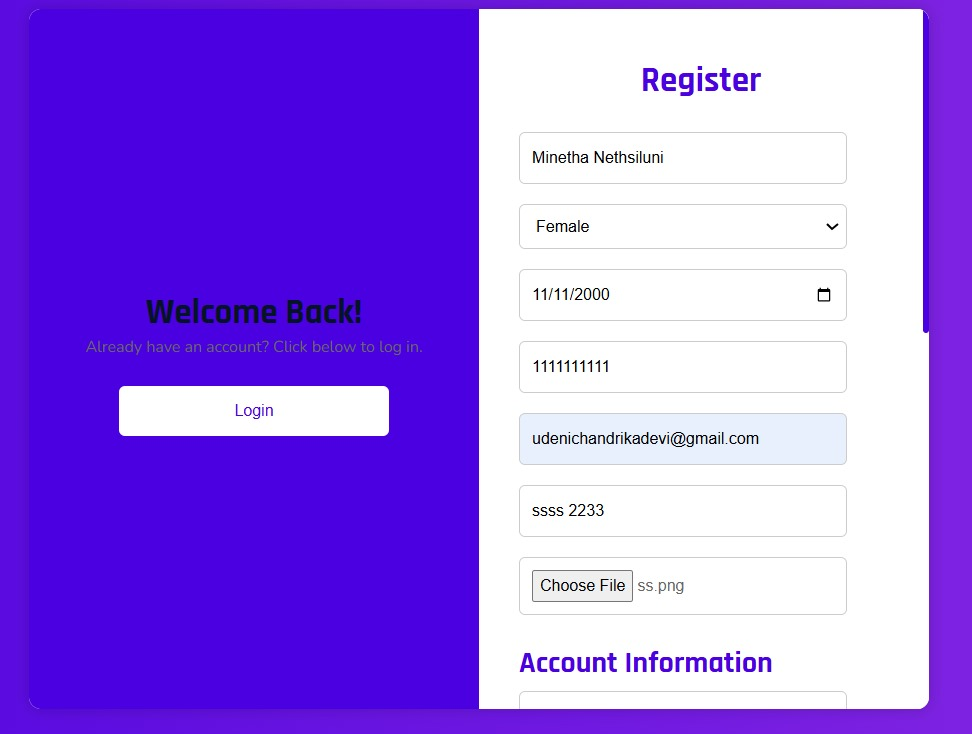 Welcome Back!
Already have an account? Click below to log in.
Login
Register
Minetha Nethsiluni
Female
11/11/2000
1111111111
udenichandrikadevi@gmail.com
ssss 2233
Choose File ss.png
Account Information